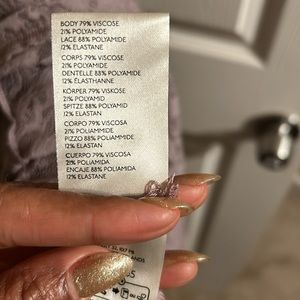 BODY 79% VISCOSE
21% POLYAMIDE
LACE 88% POLYAMIDE
12% ELASTANE
CORPS 79% VISCOSE
21% POLYAMIDE
DENTELLE 88% POLYAMIDE
12% ÉLASTHANNE
KÖRPER 79% VISKOSE
21% POLYAMID
SPITZE 88% POLYAMID
12% ELASTAN
CORPO 79% VISCOSA
21% POLIAMMIDE
PIZZO 88% POLIAMMIDE
12% ELASTAN
CUERPO 79% VISCOSA
21% POLIAMIDA
ENCAJE 88% POLIAMIDA
12% ELASTANE